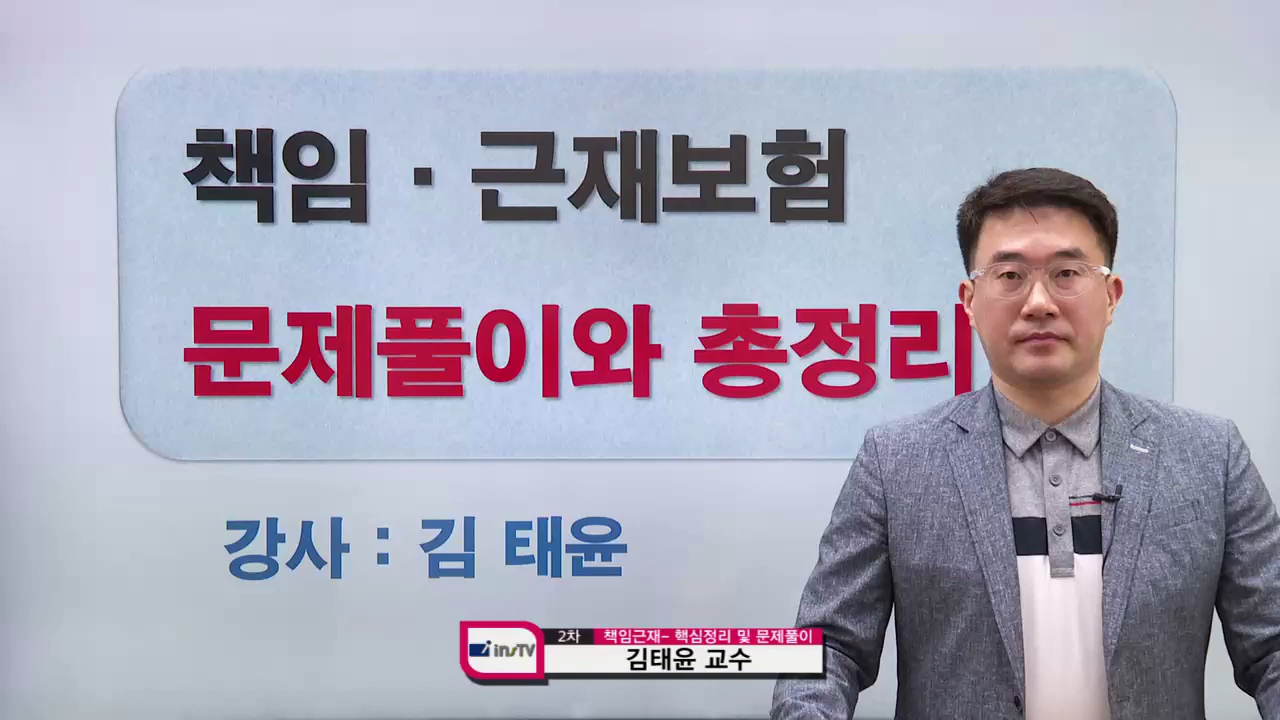 책임 · 근재보험
문제풀이와 총정리
강사 : 김 태윤
insTV
2차 책임근재- 핵심정리 및 문제풀이
김태윤 교수